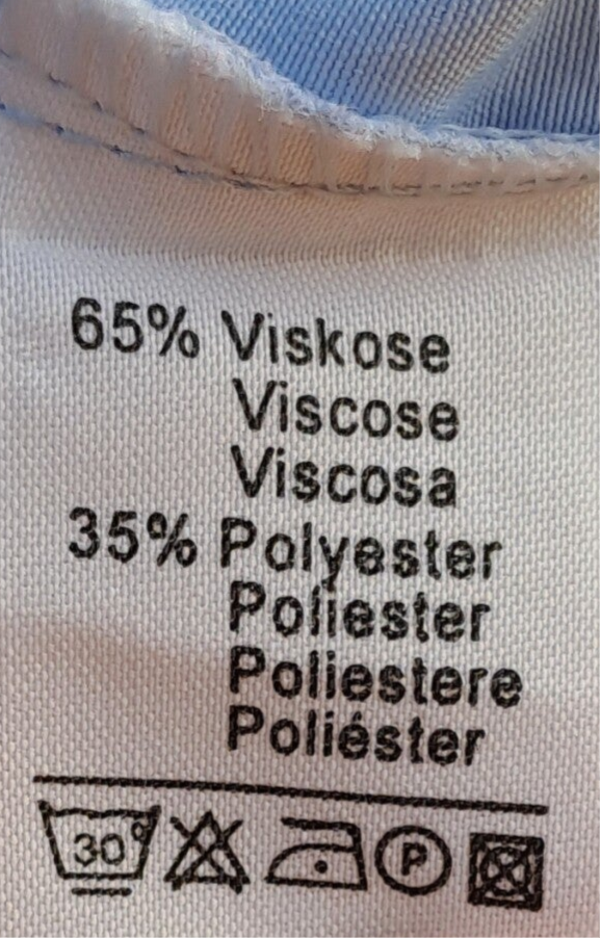 65% Viskose
Viscose
Viscosa
35% Polyester
Poliester
Poliestere
Poliéster
30° P